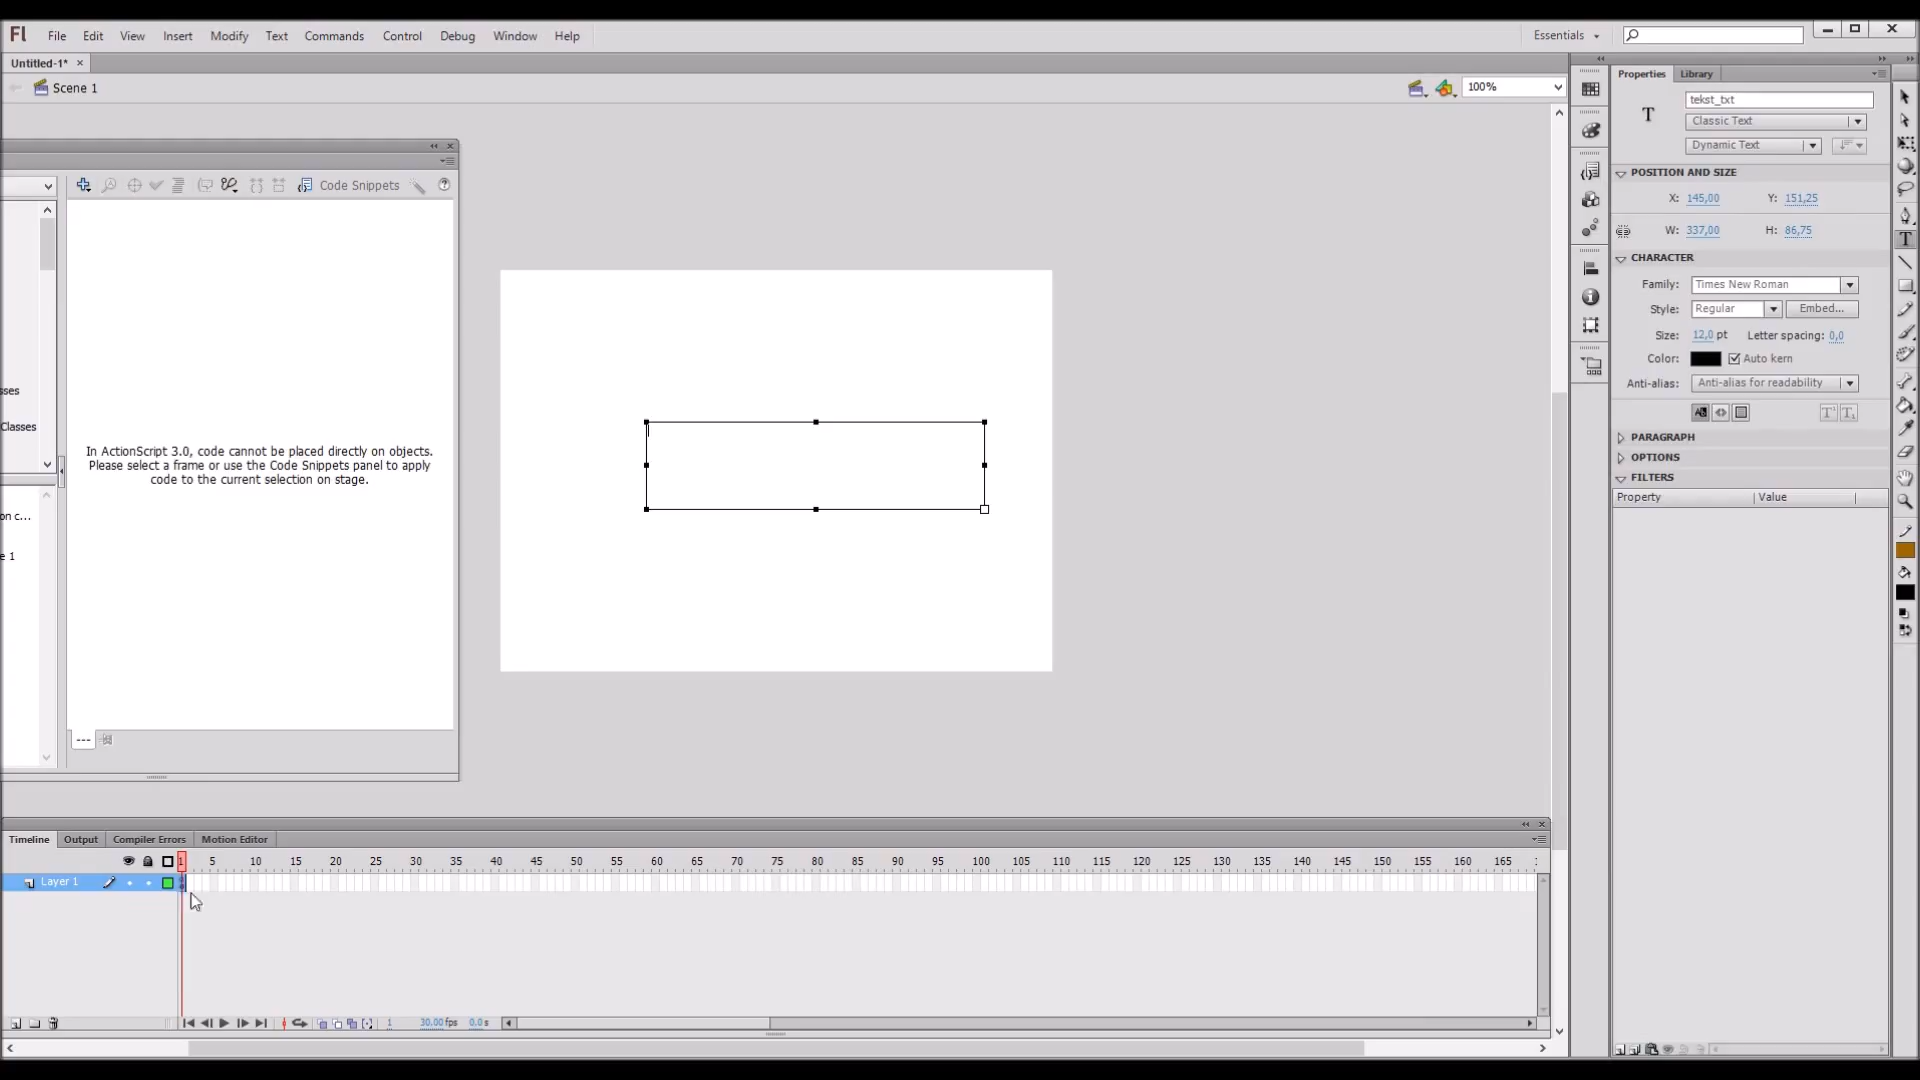 Fl File Edit View Insert Modify Text Commands Control Debug Window Help Essentials
Untitled-1* ×
Scene 1 100%
Code Snippets
sses
Classes
on c...
e 1
In ActionScript 3.0, code cannot be placed directly on objects.
Please select a frame or use the Code Snippets panel to apply
code to the current selection on stage.
---
Properties Library
T tekst_txt
Classic Text
Dynamic Text
POSITION AND SIZE
X: 145,00 Y: 151,25
W: 337,00 H: 86,75
CHARACTER
Family: Times New Roman
Style: Regular Embed...
Size: 12,0 pt Letter spacing: 0,0
Color: Auto kern
Anti-alias: Anti-alias for readability
PARAGRAPH
OPTIONS
FILTERS
Property Value
Timeline Output Compiler Errors Motion Editor
1 5 10 15 20 25 30 35 40 45 50 55 60 65 70 75 80 85 90 95 100 105 110 115 120 125 130 135 140 145 150 155 160 165
Layer 1
1 30.00 fps 0.0 s